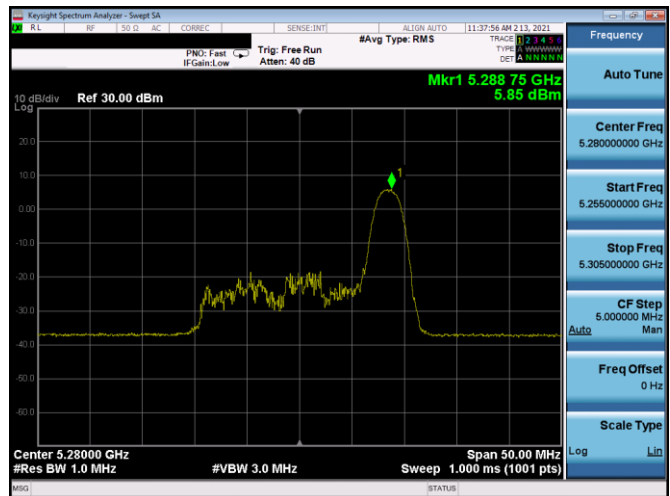 Keysight Spectrum Analyzer - Swept SA
RL RF 50 Ω AC CORREC SENSE:INT ALIGN AUTO 11:37:56 AM 2 13, 2021
#Avg Type: RMS
TRACE 1 2 3 4 5 6
PNO: Fast Trig: Free Run TYPE A
IFGain:Low Atten: 40 dB DET A N N N N N
Mkr1 5.288 75 GHz
5.85 dBm
10 dB/div Ref 30.00 dBm
Log
20.0
10.0
0.00
-10.0
-20.0
-30.0
-40.0
-50.0
-60.0
1
Center 5.28000 GHz Span 50.00 MHz
#Res BW 1.0 MHz #VBW 3.0 MHz Sweep 1.000 ms (1001 pts)
MSG STATUS
Frequency
Auto Tune
Center Freq
5.280000000 GHz
Start Freq
5.255000000 GHz
Stop Freq
5.305000000 GHz
CF Step
5.000000 MHz
Auto Man
Freq Offset
0 Hz
Scale Type
Log Lin